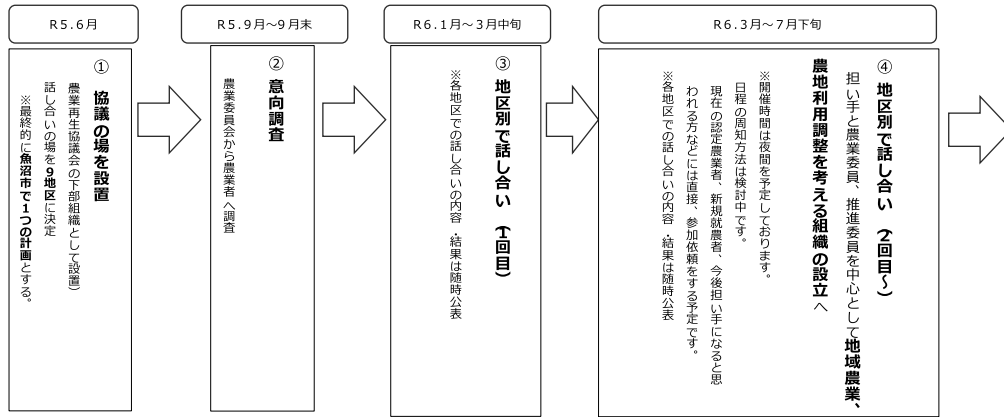 R5.6月
① 協議の場を設置
農業再生協議会の下部組織として設置）
話し合いの場を9地区に決定
※最終的に魚沼市で1つの計画とする。
R5.9月～9月末
② 意向調査
農業委員会から農業者へ調査
R6.1月～3月中旬
③ 地区別で話し合い （1回目）
※各地区での話し合いの内容・結果は随時公表
R6.3月～7月下旬
④ 地区別で話し合い （2回目～）
担い手と農業委員、推進委員を中心として地域農業、
農地利用調整を考える組織の設立へ
※開催時間は夜間を予定しております。
日程の周知方法は検討中です。
現在の認定農業者、新規就農者、今後担い手になると思
われる方などには直接、参加依頼をする予定です。
※各地区での話し合いの内容・結果は随時公表